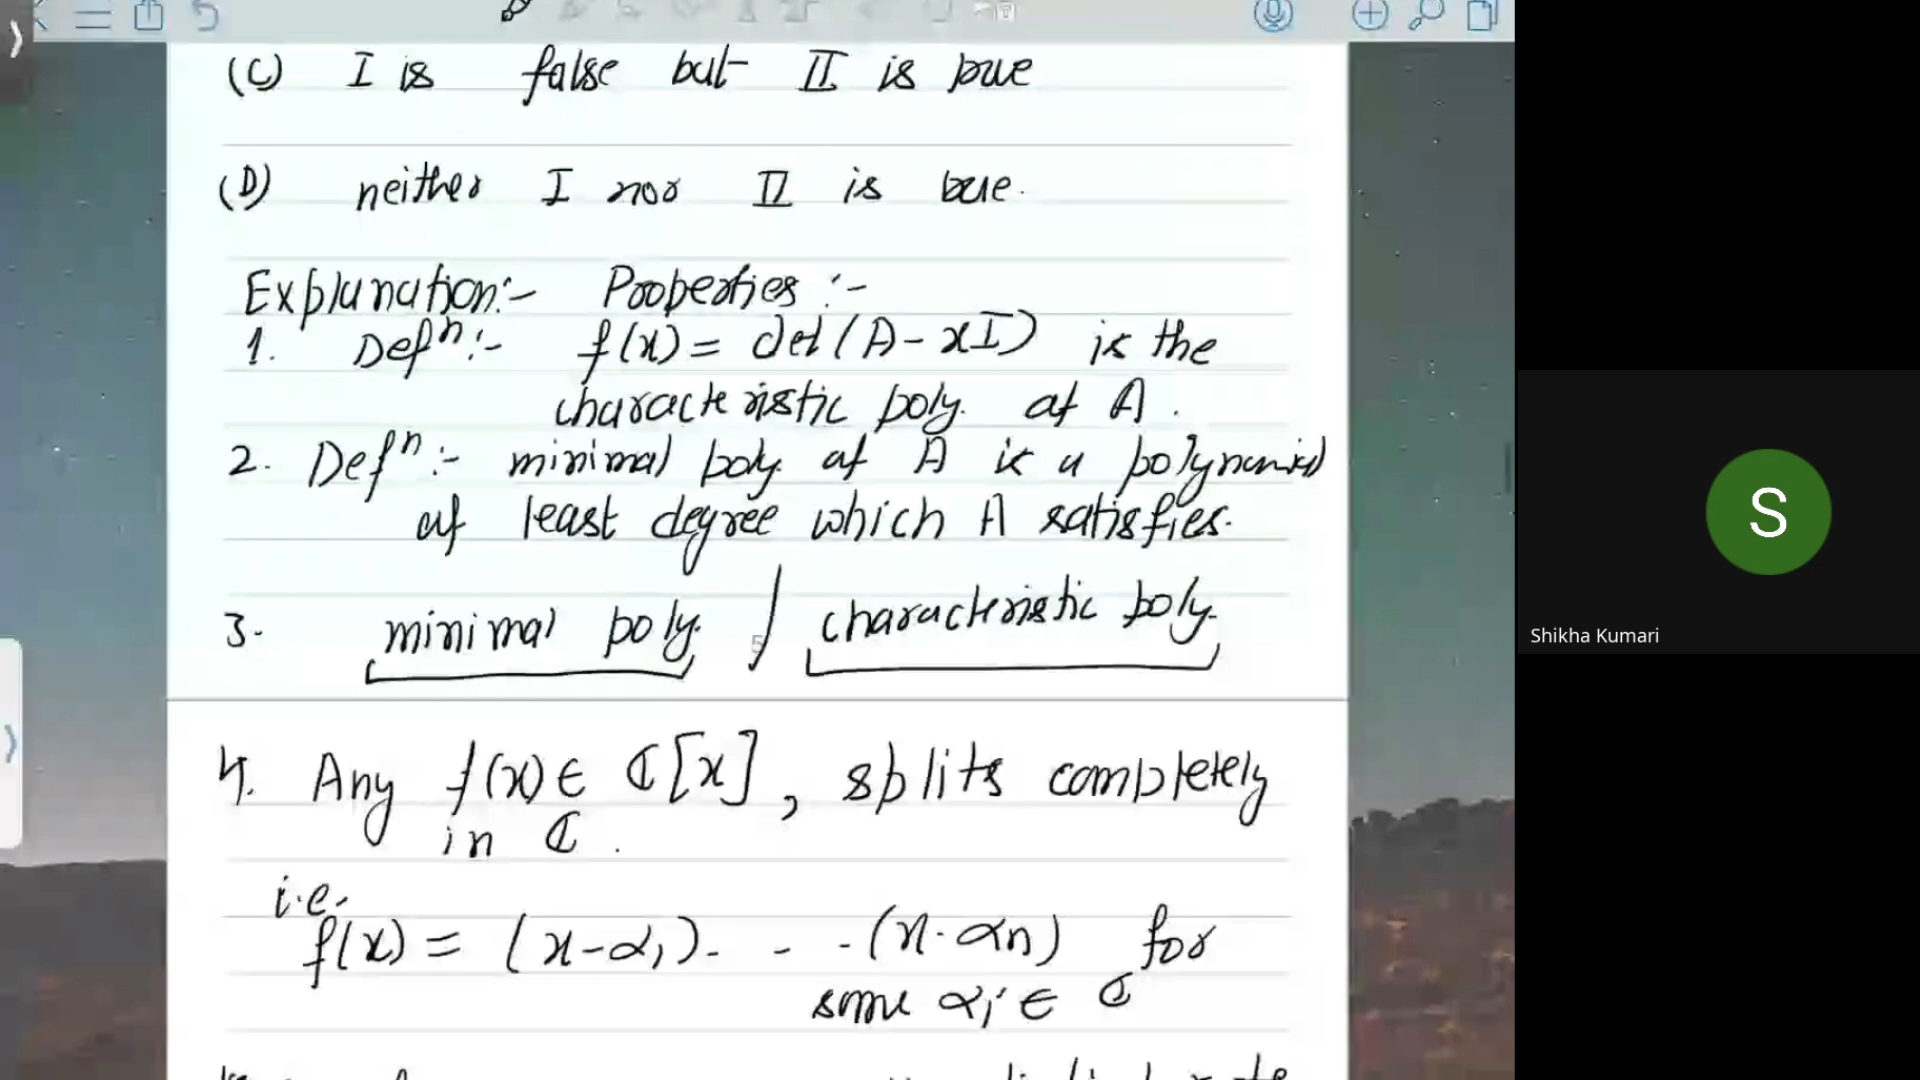 (C) I is false but II is true
(D) neither I nor II is true.
Explanation:- Properties :-
1. Defⁿ:- f(x) = det(A-xI) is the
characteristic poly. of A.
2. Defⁿ:- minimal poly. of A is a polynomial
of least degree which A satisfies.
3. minimal poly. / characteristic poly.
5
4. Any f(x) ∈ ℂ[x], splits completely
in ℂ.
i.e.
f(x) = (x-α₁). - - (x-αn) for
some αi ∈ ℂ
S
Shikha Kumari